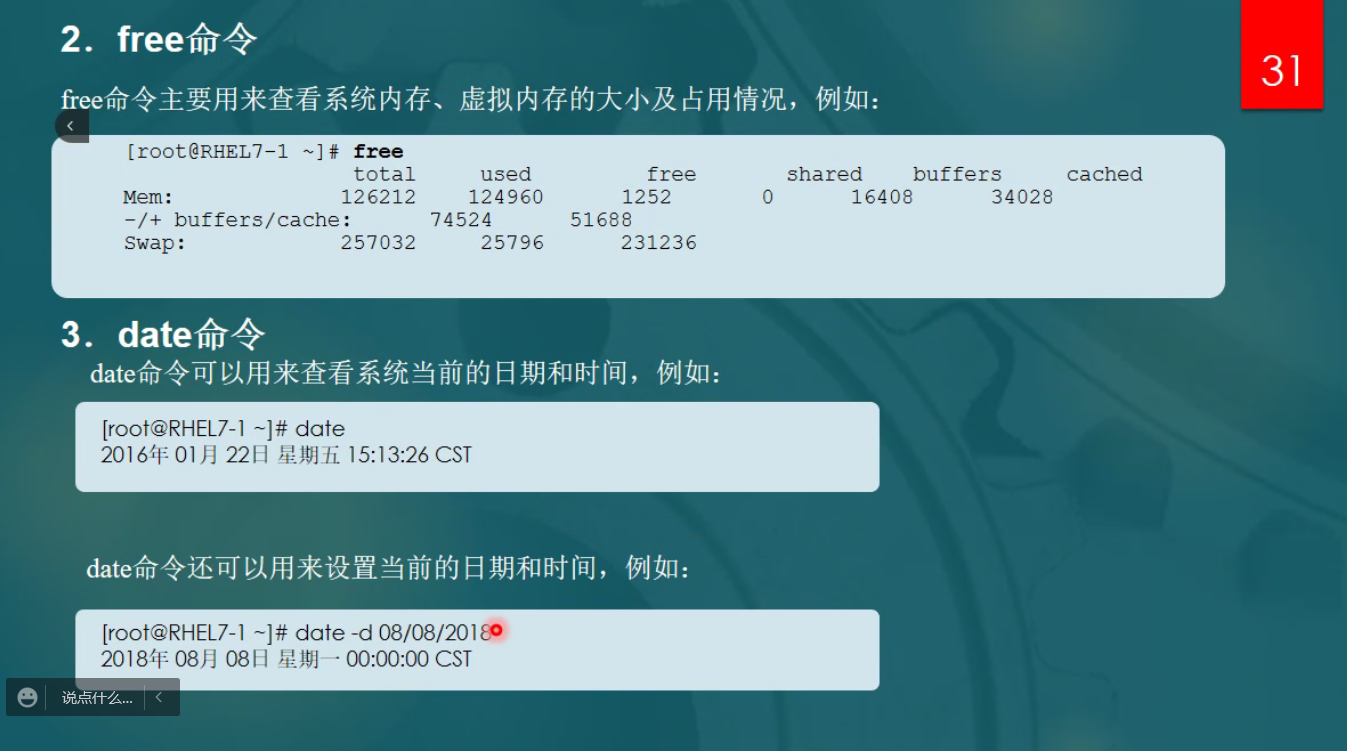 31
2．free命令
free命令主要用来查看系统内存、虚拟内存的大小及占用情况，例如：
[root@RHEL7-1 ~]# free
total used free shared buffers cached
Mem: 126212 124960 1252 0 16408 34028
-/+ buffers/cache: 74524 51688
Swap: 257032 25796 231236
3．date命令
date命令可以用来查看系统当前的日期和时间，例如：
[root@RHEL7-1 ~]# date
2016年 01月 22日 星期五 15:13:26 CST
date命令还可以用来设置当前的日期和时间，例如：
[root@RHEL7-1 ~]# date -d 08/08/2018
2018年 08月 08日 星期一 00:00:00 CST
说点什么...